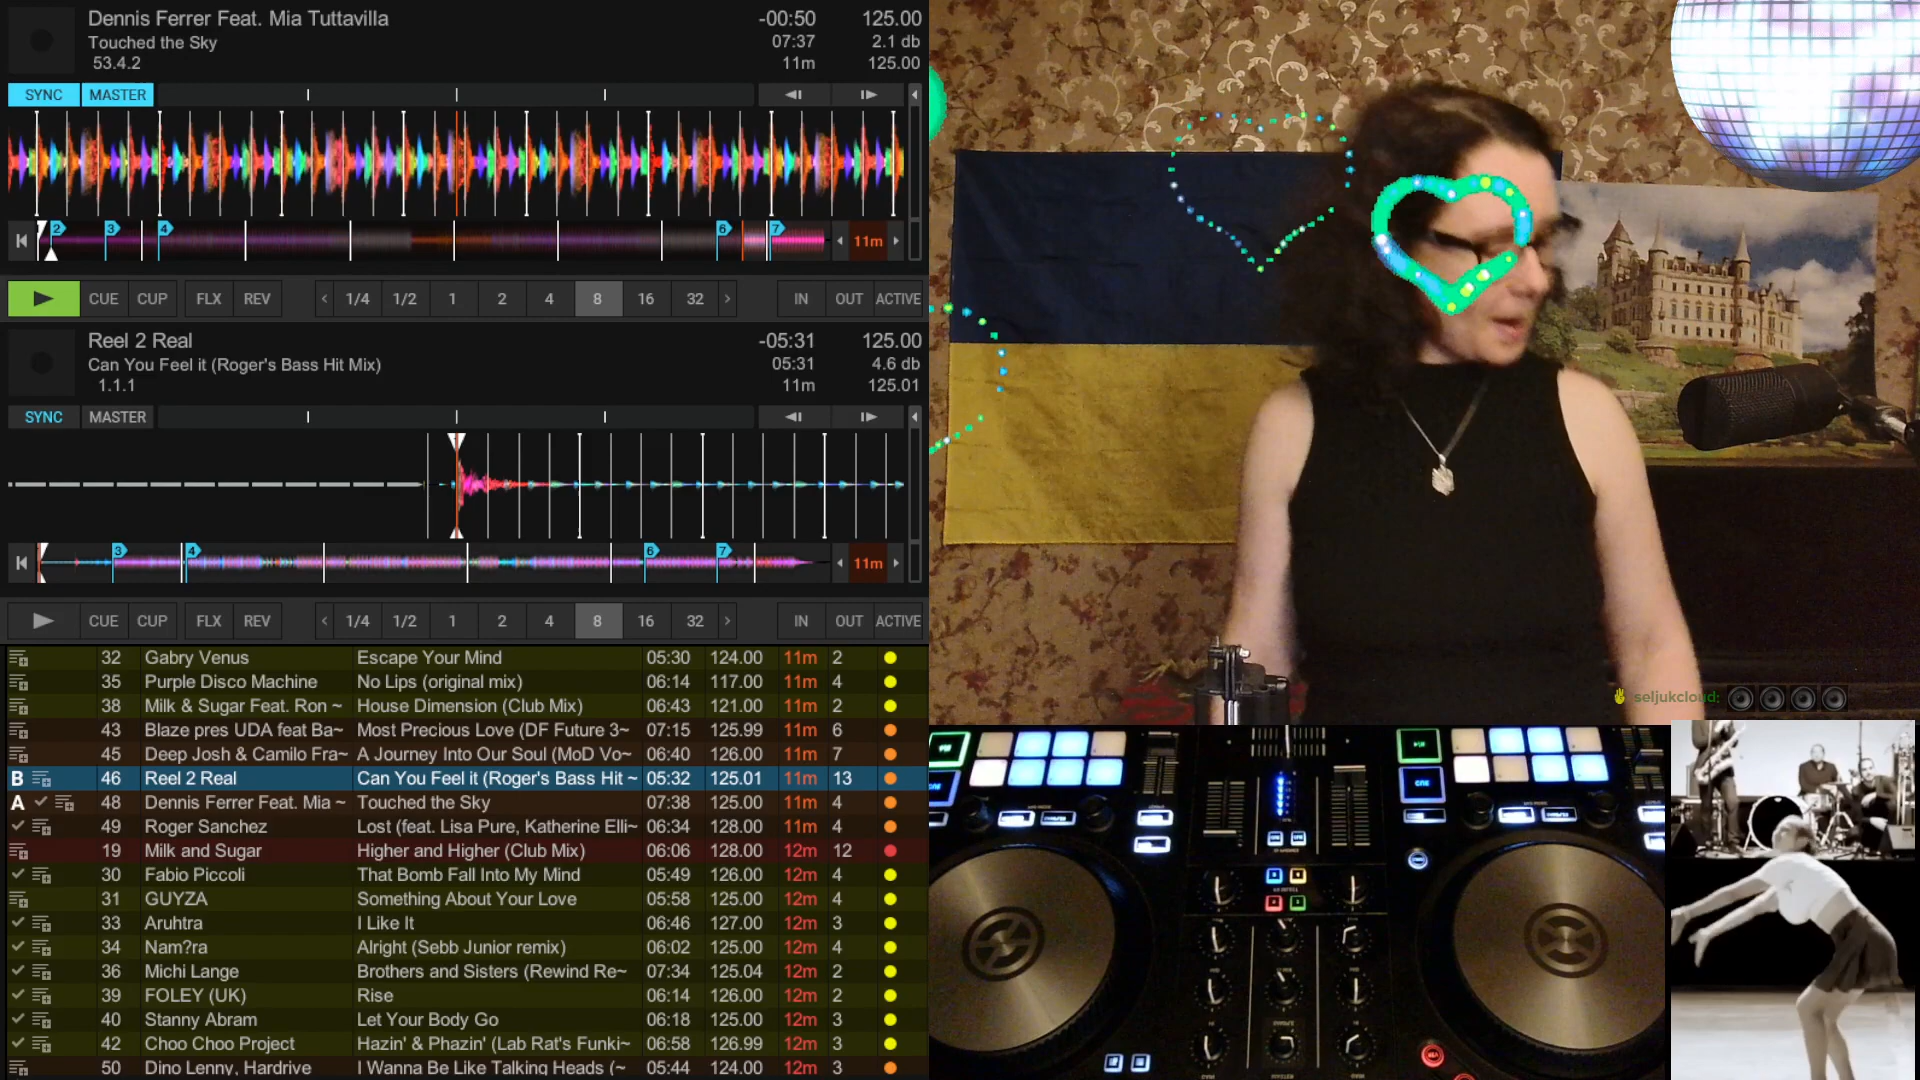 Dennis Ferrer Feat. Mia Tuttavilla -00:50 125.00
Touched the Sky 07:37 2.1 db
53.4.2 11m 125.00
SYNC MASTER
2 3 4 6 7 11m
CUE CUP FLX REV 1/4 1/2 1 2 4 8 16 32 IN OUT ACTIVE
Reel 2 Real -05:31 125.00
Can You Feel it (Roger's Bass Hit Mix) 05:31 4.6 db
1.1.1 11m 125.01
SYNC MASTER
3 4 6 7 11m
CUE CUP FLX REV 1/4 1/2 1 2 4 8 16 32 IN OUT ACTIVE
32 Gabry Venus Escape Your Mind 05:30 124.00 11m 2
35 Purple Disco Machine No Lips (original mix) 06:14 117.00 11m 4
38 Milk & Sugar Feat. Ron ~ House Dimension (Club Mix) 06:43 121.00 11m 2
43 Blaze pres UDA feat Ba~ Most Precious Love (DF Future 3~ 07:15 125.99 11m 6
45 Deep Josh & Camilo Fra~ A Journey Into Our Soul (MoD Vo~ 06:40 126.00 11m 7
B 46 Reel 2 Real Can You Feel it (Roger's Bass Hit ~ 05:32 125.01 11m 13
A 48 Dennis Ferrer Feat. Mia ~ Touched the Sky 07:38 125.00 11m 4
49 Roger Sanchez Lost (feat. Lisa Pure, Katherine Elli~ 06:34 128.00 11m 4
19 Milk and Sugar Higher and Higher (Club Mix) 06:06 128.00 12m 12
30 Fabio Piccoli That Bomb Fall Into My Mind 05:49 126.00 12m 4
31 GUYZA Something About Your Love 05:58 125.00 12m 4
33 Aruhtra I Like It 06:46 127.00 12m 3
34 Nam?ra Alright (Sebb Junior remix) 06:02 125.00 12m 4
36 Michi Lange Brothers and Sisters (Rewind Re~ 07:34 125.04 12m 2
39 FOLEY (UK) Rise 06:14 126.00 12m 2
40 Stanny Abram Let Your Body Go 06:18 125.00 12m 3
42 Choo Choo Project Hazin' & Phazin' (Lab Rat's Funki~ 06:58 126.99 12m 3
50 Dino Lenny, Hardrive I Wanna Be Like Talking Heads (~ 05:44 124.00 12m 3
seljukcloud: